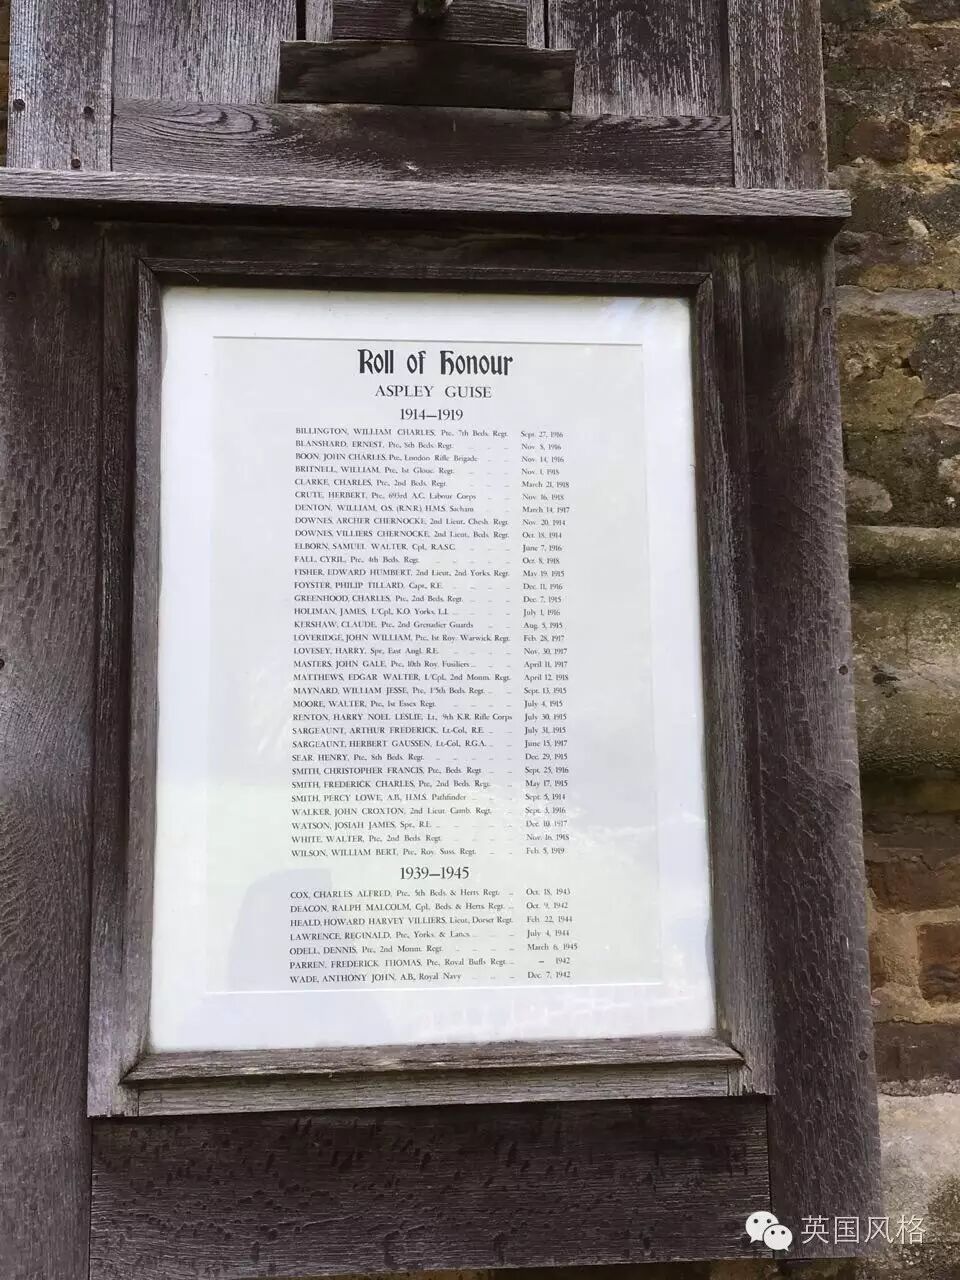 Roll of Honour
ASPLEY GUISE
1914—1919
BILLINGTON, WILLIAM CHARLES, Pte, 7th Beds. Regt. Sept. 27, 1916
BLANSHARD, ERNEST, Pte, 8th Beds. Regt. Nov. 8, 1916
BOON, JOHN CHARLES, Pte, London Rifle Brigade Nov. 14, 1916
BRITNELL, WILLIAM, Pte, 1st Glouc. Regt. Nov. 1, 1918
CLARKE, CHARLES, Pte, 2nd Beds. Regt. March 21, 1918
CRUTE, HERBERT, Pte, 693rd A.C. Labour Corps Nov. 16, 1918
DENTON, WILLIAM, O.S. (R.N.R.) H.M.S. March 14, 1917
DOWNES, ARCHER CHERNOCKE, 2nd Lieut, Chesh. Regt. Nov. 20, 1914
DOWNES, VILLIERS CHERNOCKE, 2nd Lieut, Beds. Regt. Oct. 18, 1914
ELBORN, SAMUEL WALTER, Cpl, R.A.S.C. June 7, 1916
FALL, CYRIL, Pte, 4th Beds. Regt. Oct. 8, 1918
FISHER, EDWARD HUMBERT, 2nd Lieut, 2nd Yorks. Regt. May 19, 1915
FOYSTER, PHILIP TILLARD, Capt, R.E. Dec. 11, 1916
GREENHOOD, CHARLES, Pte, 2nd Beds. Regt. Dec. 7, 1915
HOLIMAN, JAMES, L/Cpl, K.O. Yorks. L.I. July 1, 1916
KERSHAW, CLAUDE, Pte, 2nd Grenadier Guards Aug. 5, 1915
LOVERIDGE, JOHN WILLIAM, Pte, 1st Roy. Warwick Regt. Feb. 28, 1917
LOVESEY, HARRY, Spr, East Angl. R.E. Nov. 30, 1917
MASTERS, JOHN GALE, Pte, 10th Roy. Fusiliers April 11, 1917
MATTHEWS, EDGAR WALTER, L/Cpl, 2nd Monm. Regt. April 12, 1918
MAYNARD, WILLIAM JESSE, Pte, 1/5th Beds. Regt. Sept. 13, 1915
MOORE, WALTER, Pte, 1st Essex Regt. July 4, 1915
RENTON, HARRY NOEL LESLIE, Lt, 9th K.R. Rifle Corps July 30, 1915
SARGEAUNT, ARTHUR FREDERICK, Lt-Col, R.E. July 31, 1915
SARGEAUNT, HERBERT GAUSSEN, Lt-Col, R.G.A. June 15, 1917
SEAR, HENRY, Pte, 8th Beds. Regt. Dec. 29, 1915
SMITH, CHRISTOPHER FRANCIS, Pte, Beds. Regt Sept. 25, 1916
SMITH, FREDERICK CHARLES, Pte, 2nd Beds. Regt. May 17, 1915
SMITH, PERCY LOWE, A.B, H.M.S. Pathfinder Sept. 5, 1914
WALKER, JOHN CROXTON, 2nd Lieut. Camb. Regt. Sept. 3, 1916
WATSON, JOSIAH JAMES, Spr, R.E. Dec. 10, 1917
WHITE, WALTER, Pte, 2nd Beds. Regt. Nov. 16, 1918
WILSON, WILLIAM BERT, Pte, Roy. Suss. Regt. Feb. 5, 1919
1939—1945
COX, CHARLES ALFRED, Pte, 5th Beds. & Herts Regt. Oct. 18, 1943
DEACON, RALPH MALCOLM, Cpl, Beds. & Herts. Regt. Oct. 9, 1942
HEALD, HOWARD HARVEY VILLIERS, Lieut, Dorset Regt. Feb. 22, 1944
LAWRENCE, REGINALD, Pte, Yorks. & Lancs July 4, 1944
ODELL, DENNIS, Pte, 2nd Monm. Regt. March 6, 1945
PARREN, FREDERICK THOMAS, Pte, Royal Buffs Regt. — 1942
WADE, ANTHONY JOHN, A.B, Royal Navy Dec. 7, 1942
英国风格